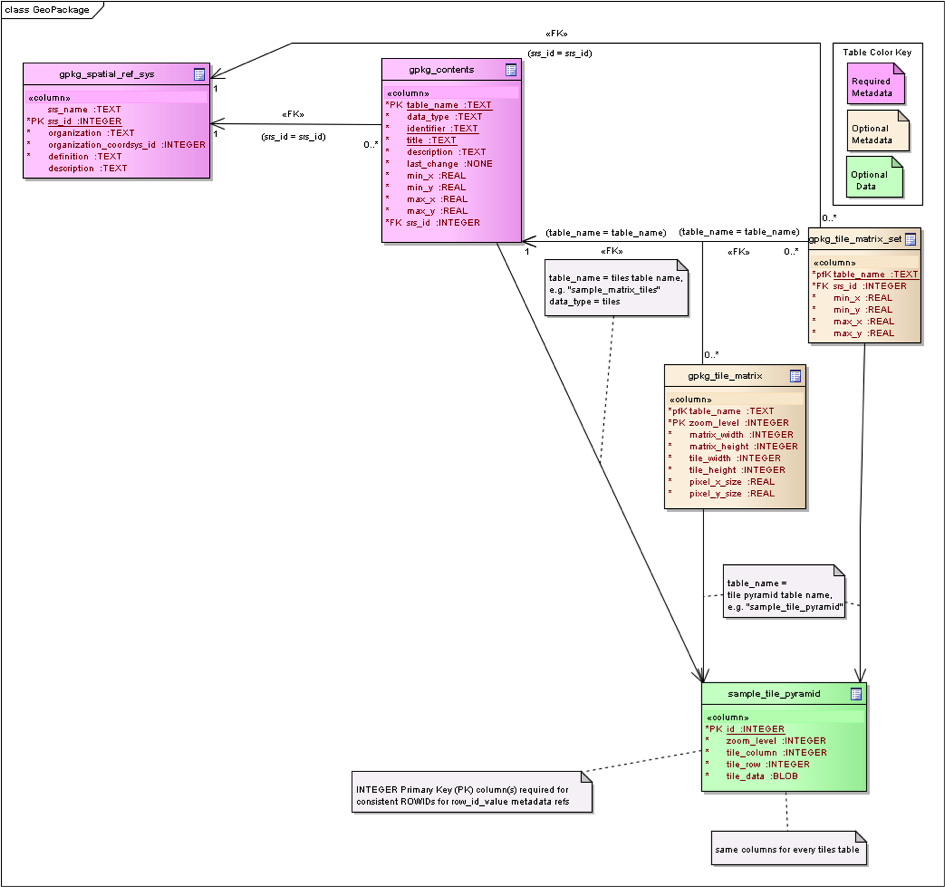 class GeoPackage
«FK»
(srs_id = srs_id)
gpkg_spatial_ref_sys
«column»
srs_name :TEXT
*PK srs_id :INTEGER
* organization :TEXT
* organization_coordsys_id :INTEGER
* definition :TEXT
description :TEXT
1
1
«FK»
(srs_id = srs_id)
0..*
gpkg_contents
«column»
*PK table_name :TEXT
* data_type :TEXT
* identifier :TEXT
* title :TEXT
* description :TEXT
* last_change :NONE
* min_x :REAL
* min_y :REAL
* max_x :REAL
* max_y :REAL
*FK srs_id :INTEGER
Table Color Key
Required
Metadata
Optional
Metadata
Optional
Data
0..*
(table_name = table_name)
(table_name = table_name)
1
«FK»
«FK»
0..*
gpkg_tile_matrix_set
«column»
*pfK table_name :TEXT
*FK srs_id :INTEGER
* min_x :REAL
* min_y :REAL
* max_x :REAL
* max_y :REAL
table_name = tiles table name,
e.g. "sample_matrix_tiles"
data_type = tiles
0..*
gpkg_tile_matrix
«column»
*pfK table_name :TEXT
*PK zoom_level :INTEGER
* matrix_width :INTEGER
* matrix_height :INTEGER
* tile_width :INTEGER
* tile_height :INTEGER
* pixel_x_size :REAL
* pixel_y_size :REAL
table_name =
tile pyramid table name,
e.g. "sample_tile_pyramid"
sample_tile_pyramid
«column»
*PK id :INTEGER
* zoom_level :INTEGER
* tile_column :INTEGER
* tile_row :INTEGER
* tile_data :BLOB
INTEGER Primary Key (PK) column(s) required for
consistent ROWIDs for row_id_value metadata refs
same columns for every tiles table